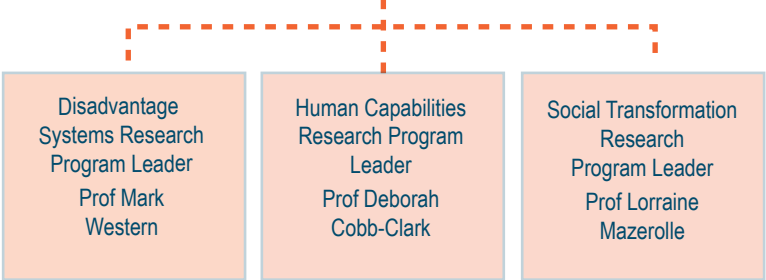 Disadvantage
Systems Research
Program Leader
Prof Mark
Western
Human Capabilities
Research Program
Leader
Prof Deborah
Cobb-Clark
Social Transformation
Research
Program Leader
Prof Lorraine
Mazerolle